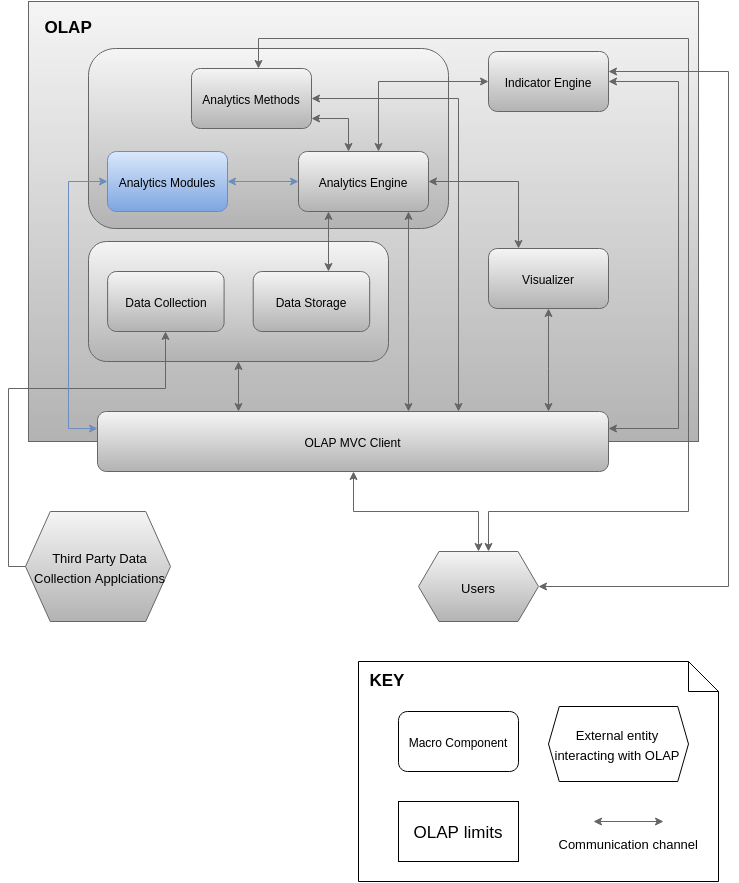 OLAP
Analytics Methods
Indicator Engine
Analytics Modules
Analytics Engine
Data Collection
Data Storage
Visualizer
OLAP MVC Client
Third Party Data
Collection Applciations
Users
KEY
Macro Component
External entity
interacting with OLAP
OLAP limits
Communication channel